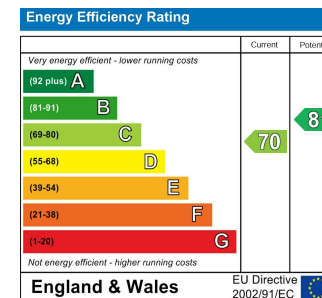 Energy Efficiency Rating
Current
Very energy efficient - lower running costs
(92 plus) A
(81-91) B
(69-80) C
(55-68) D
(39-54) E
(21-38) F
(1-20) G
70
Not energy efficient - higher running costs
England & Wales
EU Directive
2002/91/EC